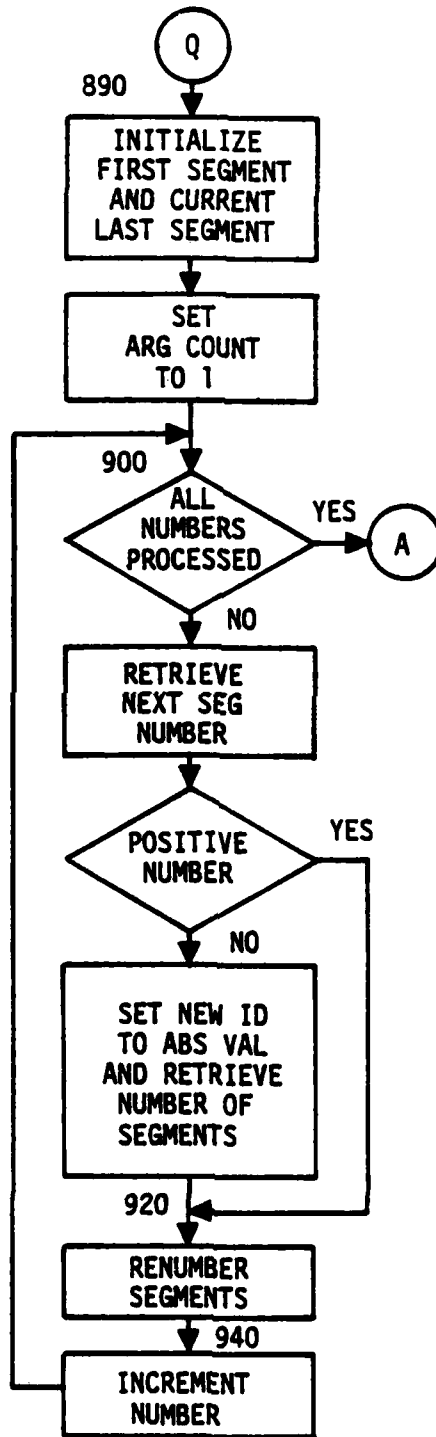 Q
890
INITIALIZE
FIRST SEGMENT
AND CURRENT
LAST SEGMENT
SET
ARG COUNT
TO 1
900
ALL
NUMBERS
PROCESSED
YES
A
NO
RETRIEVE
NEXT SEG
NUMBER
POSITIVE
NUMBER
YES
NO
SET NEW ID
TO ABS VAL
AND RETRIEVE
NUMBER OF
SEGMENTS
920
RENUMBER
SEGMENTS
940
INCREMENT
NUMBER